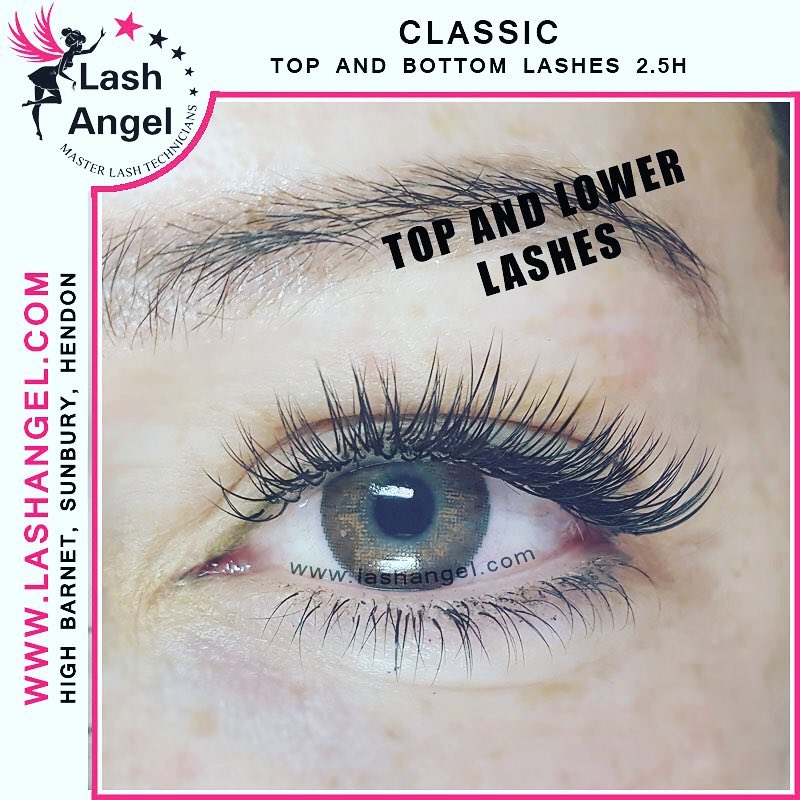 CLASSIC
TOP AND BOTTOM LASHES 2.5H
Lash
Angel
MASTER LASH TECHNICIANS
TOP AND LOWER
LASHES
www.lashangel.com
WWW.LASHANGEL.COM
HIGH BARNET, SUNBURY, HENDON